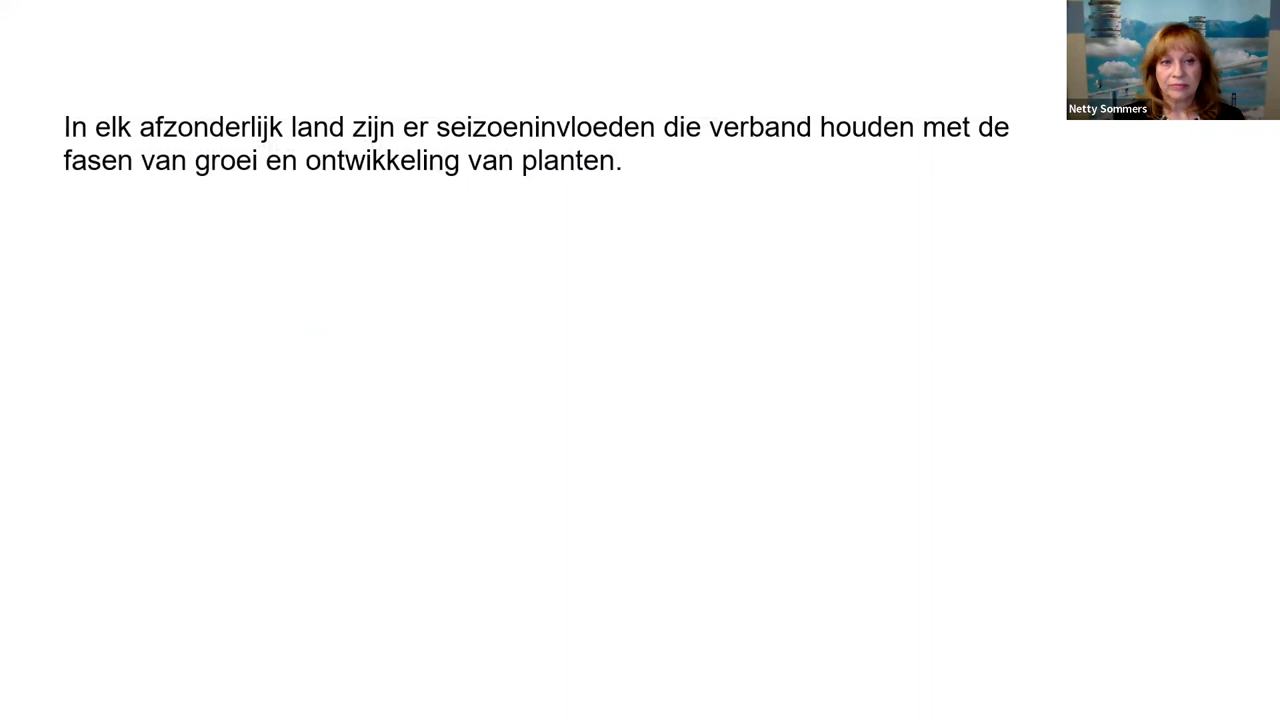 In elk afzonderlijk land zijn er seizoeninvloeden die verband houden met de
fasen van groei en ontwikkeling van planten.
Netty Sommers